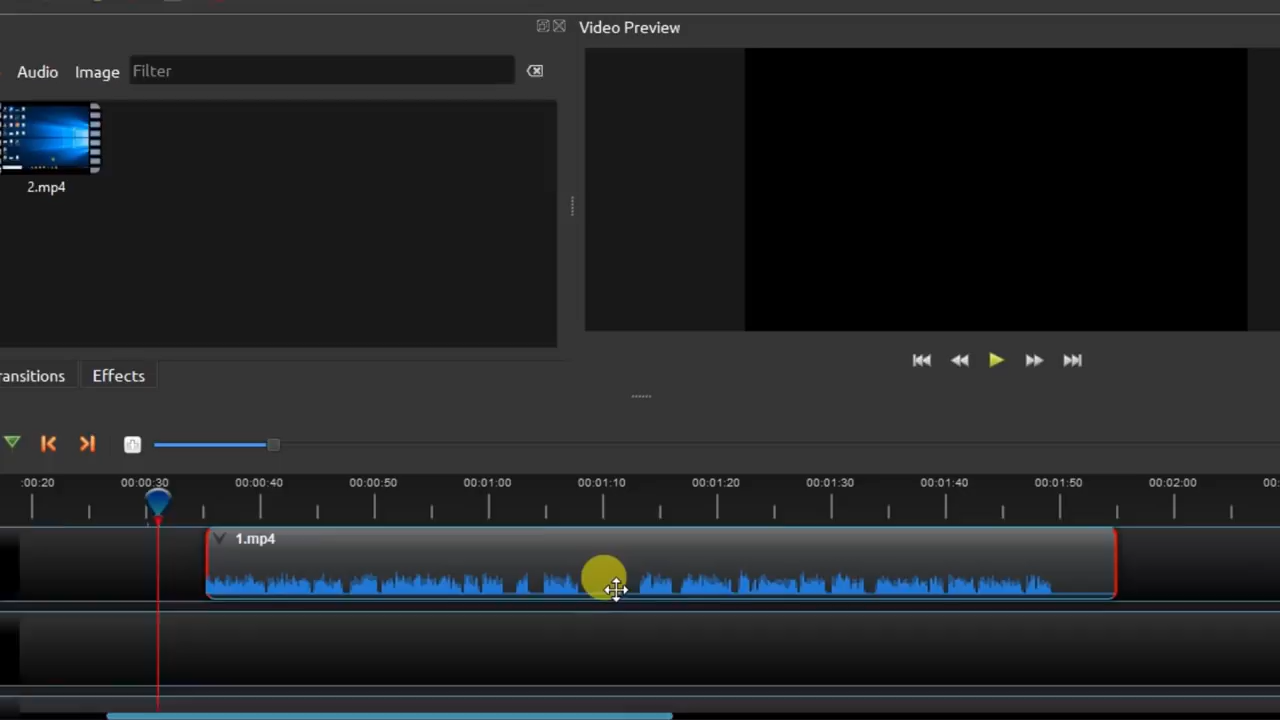 Video Preview
Audio Image Filter
2.mp4
ransitions Effects
:00:20 00:00:30 00:00:40 00:00:50 00:01:00 00:01:10 00:01:20 00:01:30 00:01:40 00:01:50 00:02:00 00:
1.mp4